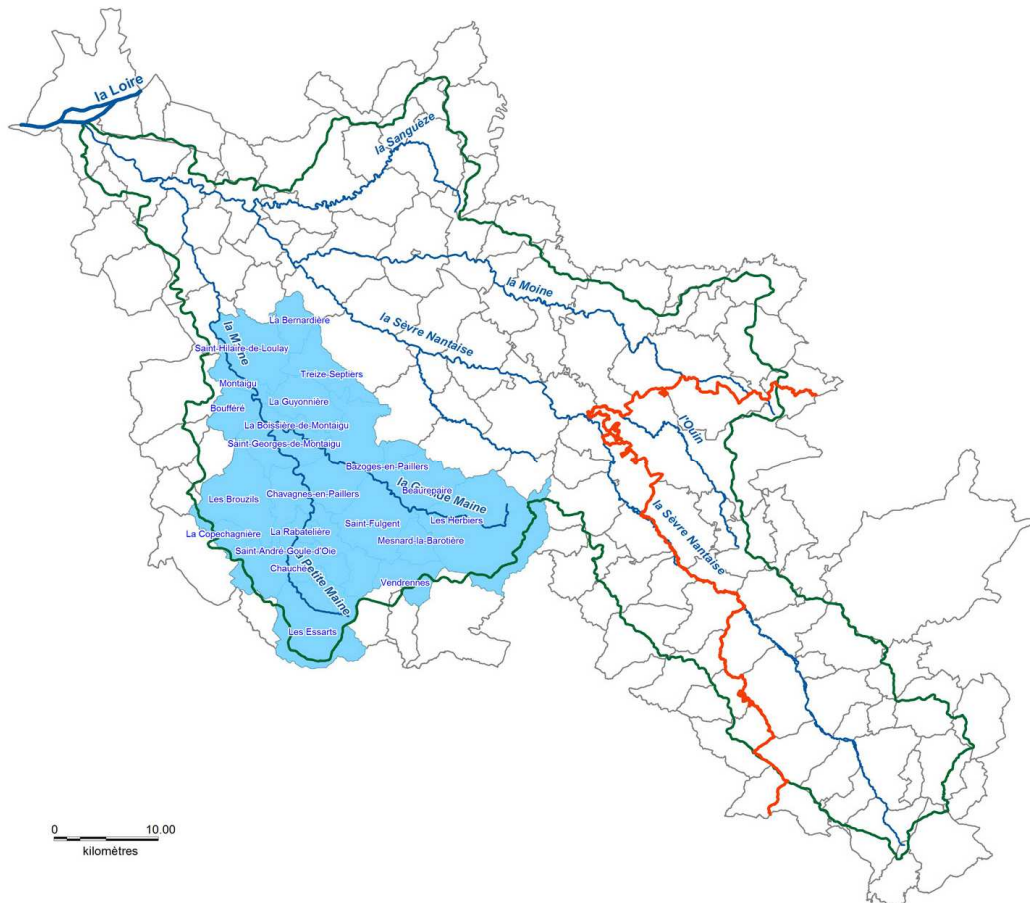 la Loire
la Sanguèze
la Moine
la Sèvre Nantaise
La Bernardière
la Maine
Saint-Hilaire-de-Loulay
Treize-Septiers
Montaigu
La Guyonnière
Boufféré
La Boissière-de-Montaigu
l'Ouin
Saint-Georges-de-Montaigu
Bazoges-en-Paillers
la Grande Maine
Beaurepaire
Chavagnes-en-Paillers
Les Brouzils
la Sèvre Nantaise
Saint-Fulgent
Les Herbiers
La Copechagnière
La Rabatelière
Mesnard-la-Barotière
Saint-André-Goule-d'Oie
Chauché
la Petite Maine
Vendrennes
Les Essarts
0 10.00
kilomètres